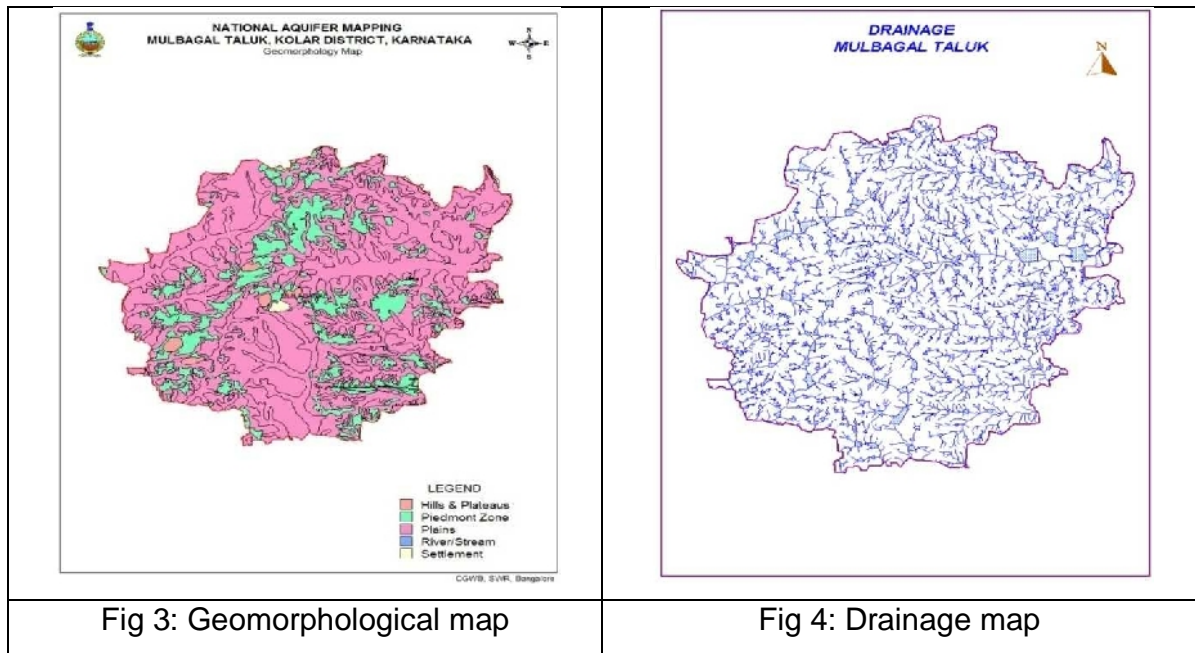 NATIONAL AQUIFER MAPPING
MULBAGAL TALUK, KOLAR DISTRICT, KARNATAKA
Geomorphology Map
N
W E
S
LEGEND
Hills & Plateaus
Piedmont Zone
Plains
River/Stream
Settlement
CGWB, SWR, Bangalore
Fig 3: Geomorphological map
DRAINAGE
MULBAGAL TALUK
N
Fig 4: Drainage map